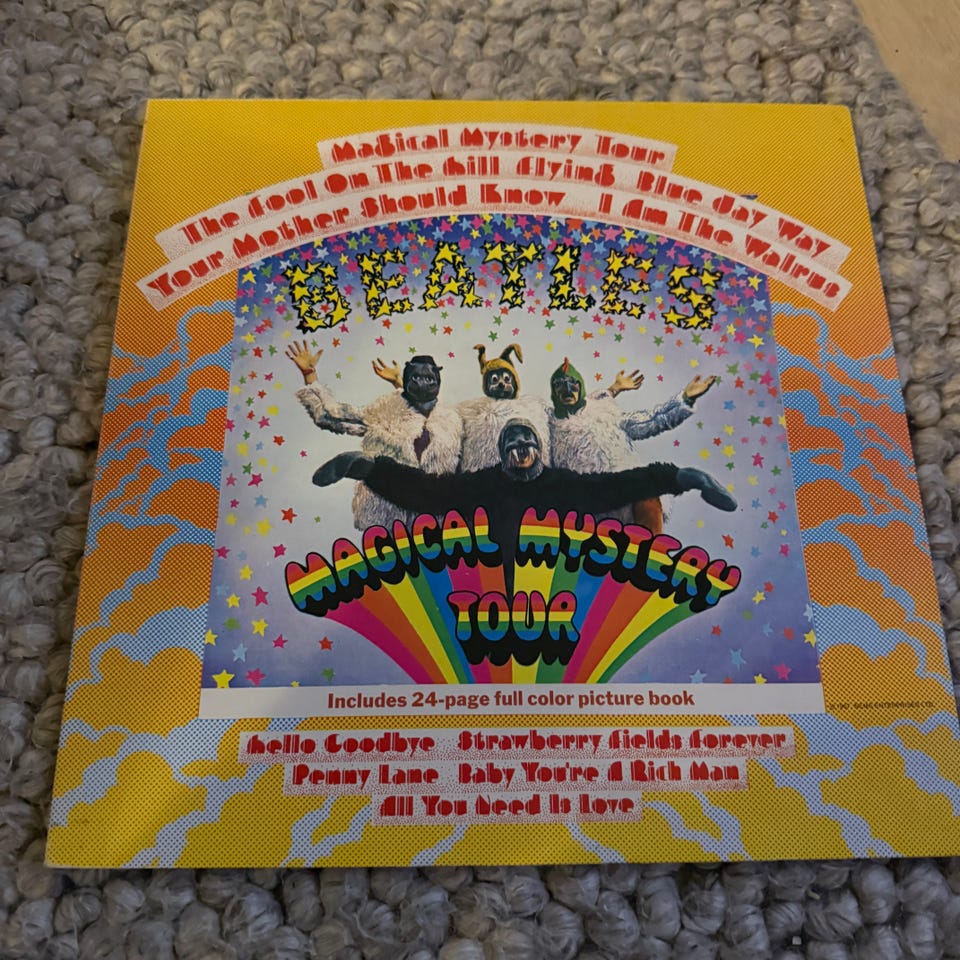 Magical Mystery Tour
The Fool On The Hill Flying Blue Jay Way
Your Mother Should Know I Am The Walrus
BEATLES
MAGICAL MYSTERY
TOUR
Includes 24-page full color picture book
Hello Goodbye Strawberry Fields Forever
Penny Lane Baby You're A Rich Man
All You Need Is Love